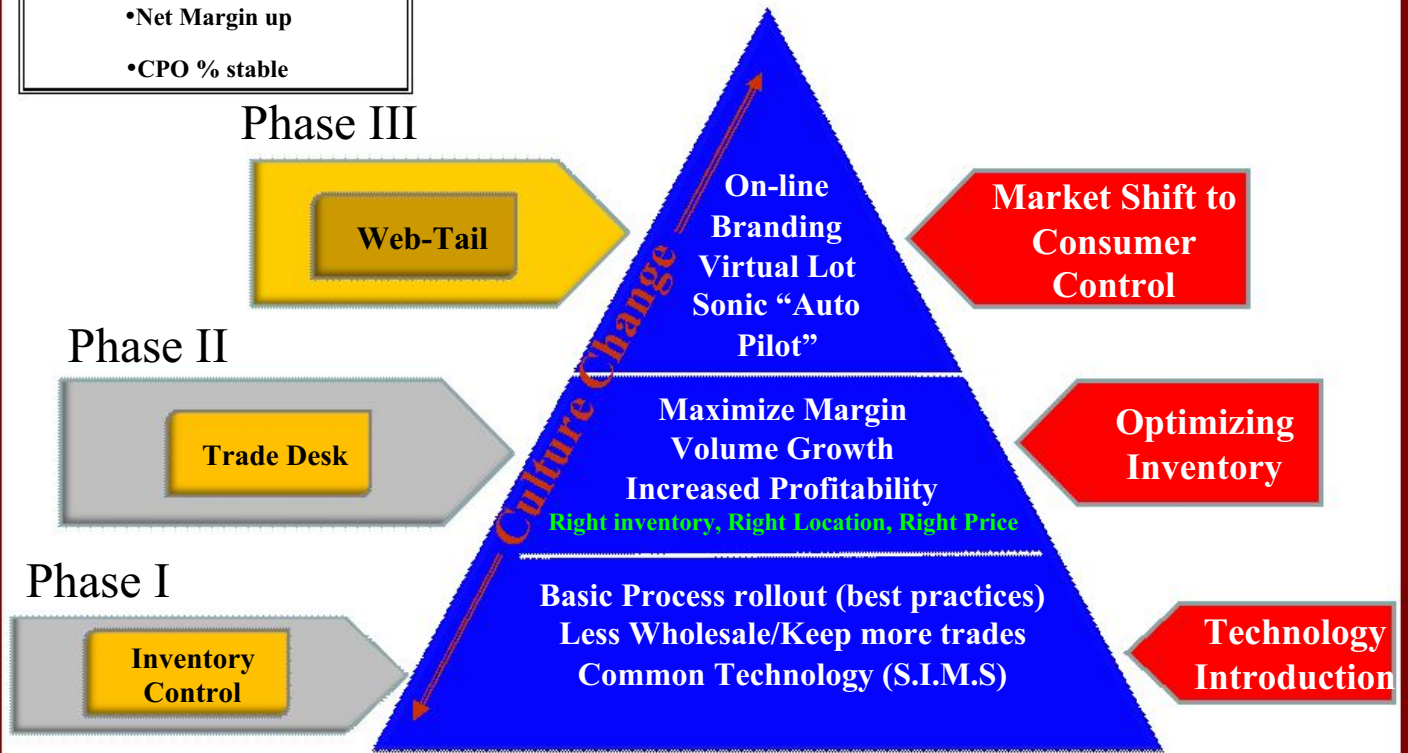 •Net Margin up
•CPO % stable
Phase III
Web-Tail
On-line
Branding
Virtual Lot
Sonic “Auto
Pilot”
Market Shift to
Consumer
Control
Culture Change
Phase II
Trade Desk
Maximize Margin
Volume Growth
Increased Profitability
Right inventory, Right Location, Right Price
Optimizing
Inventory
Phase I
Inventory
Control
Basic Process rollout (best practices)
Less Wholesale/Keep more trades
Common Technology (S.I.M.S)
Technology
Introduction